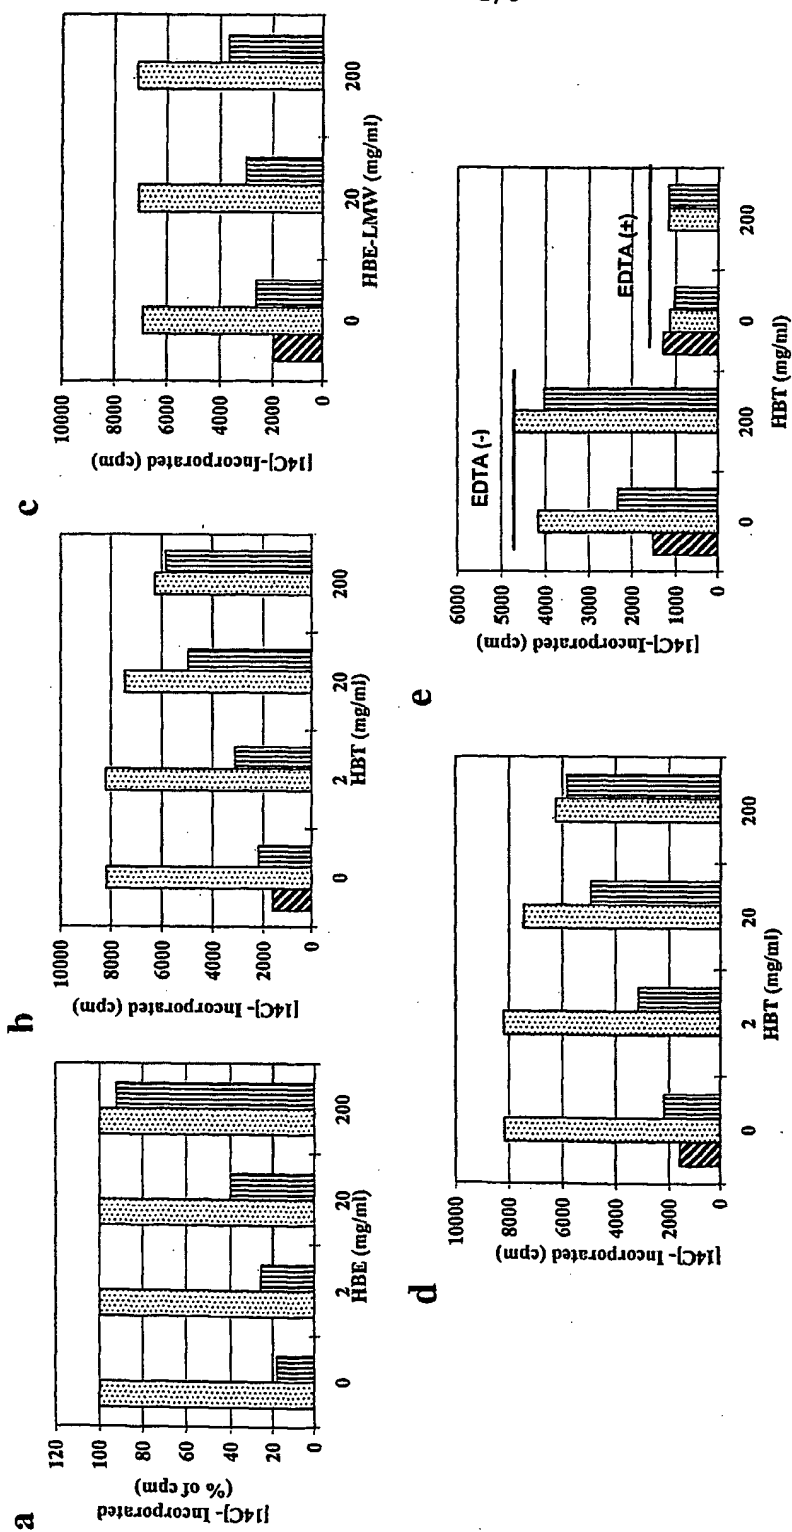 a
[14C]- Incorporated
(% of cpm)
120
100
80
60
40
20
0
0
2
20
200
HBE (mg/ml)
b
[14C]- Incorporated (cpm)
10000
8000
6000
4000
2000
0
0
2
20
200
HBT (mg/ml)
c
[14C]-Incorporated (cpm)
10000
8000
6000
4000
2000
0
0
20
200
HBE-LMW (mg/ml)
d
[14C]- Incorporated (cpm)
10000
8000
6000
4000
2000
0
0
2
20
200
HBT (mg/ml)
e
[14C]-Incorporated (cpm)
6000
5000
4000
3000
2000
1000
0
EDTA (-)
EDTA (±)
0
200
0
200
HBT (mg/ml)